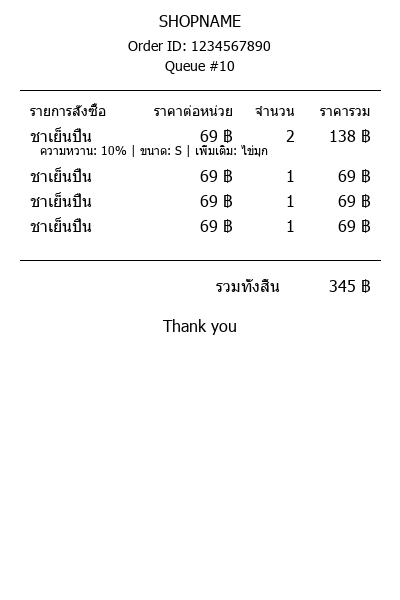 SHOPNAME
Order ID: 1234567890
Queue #10
รายการสั่งซื้อ ราคาต่อหน่วย จำนวน ราคารวม
ชาเย็นปั่น 69 ฿ 2 138 ฿
ความหวาน: 10% | ขนาด: S | เพิ่มเติม: ไข่มุก
ชาเย็นปั่น 69 ฿ 1 69 ฿
ชาเย็นปั่น 69 ฿ 1 69 ฿
ชาเย็นปั่น 69 ฿ 1 69 ฿
รวมทั้งสิ้น 345 ฿
Thank you